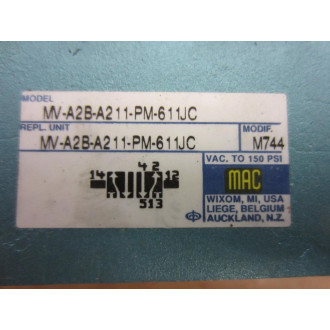 MODEL
MV-A2B-A211-PM-611JC
REPL. UNIT MODIF.
MV-A2B-A211-PM-611JC M744
VAC. TO 150 PSI
4 2
14 12
513
MAC
WIXOM, MI, USA
LIEGE, BELGIUM
AUCKLAND, N.Z.